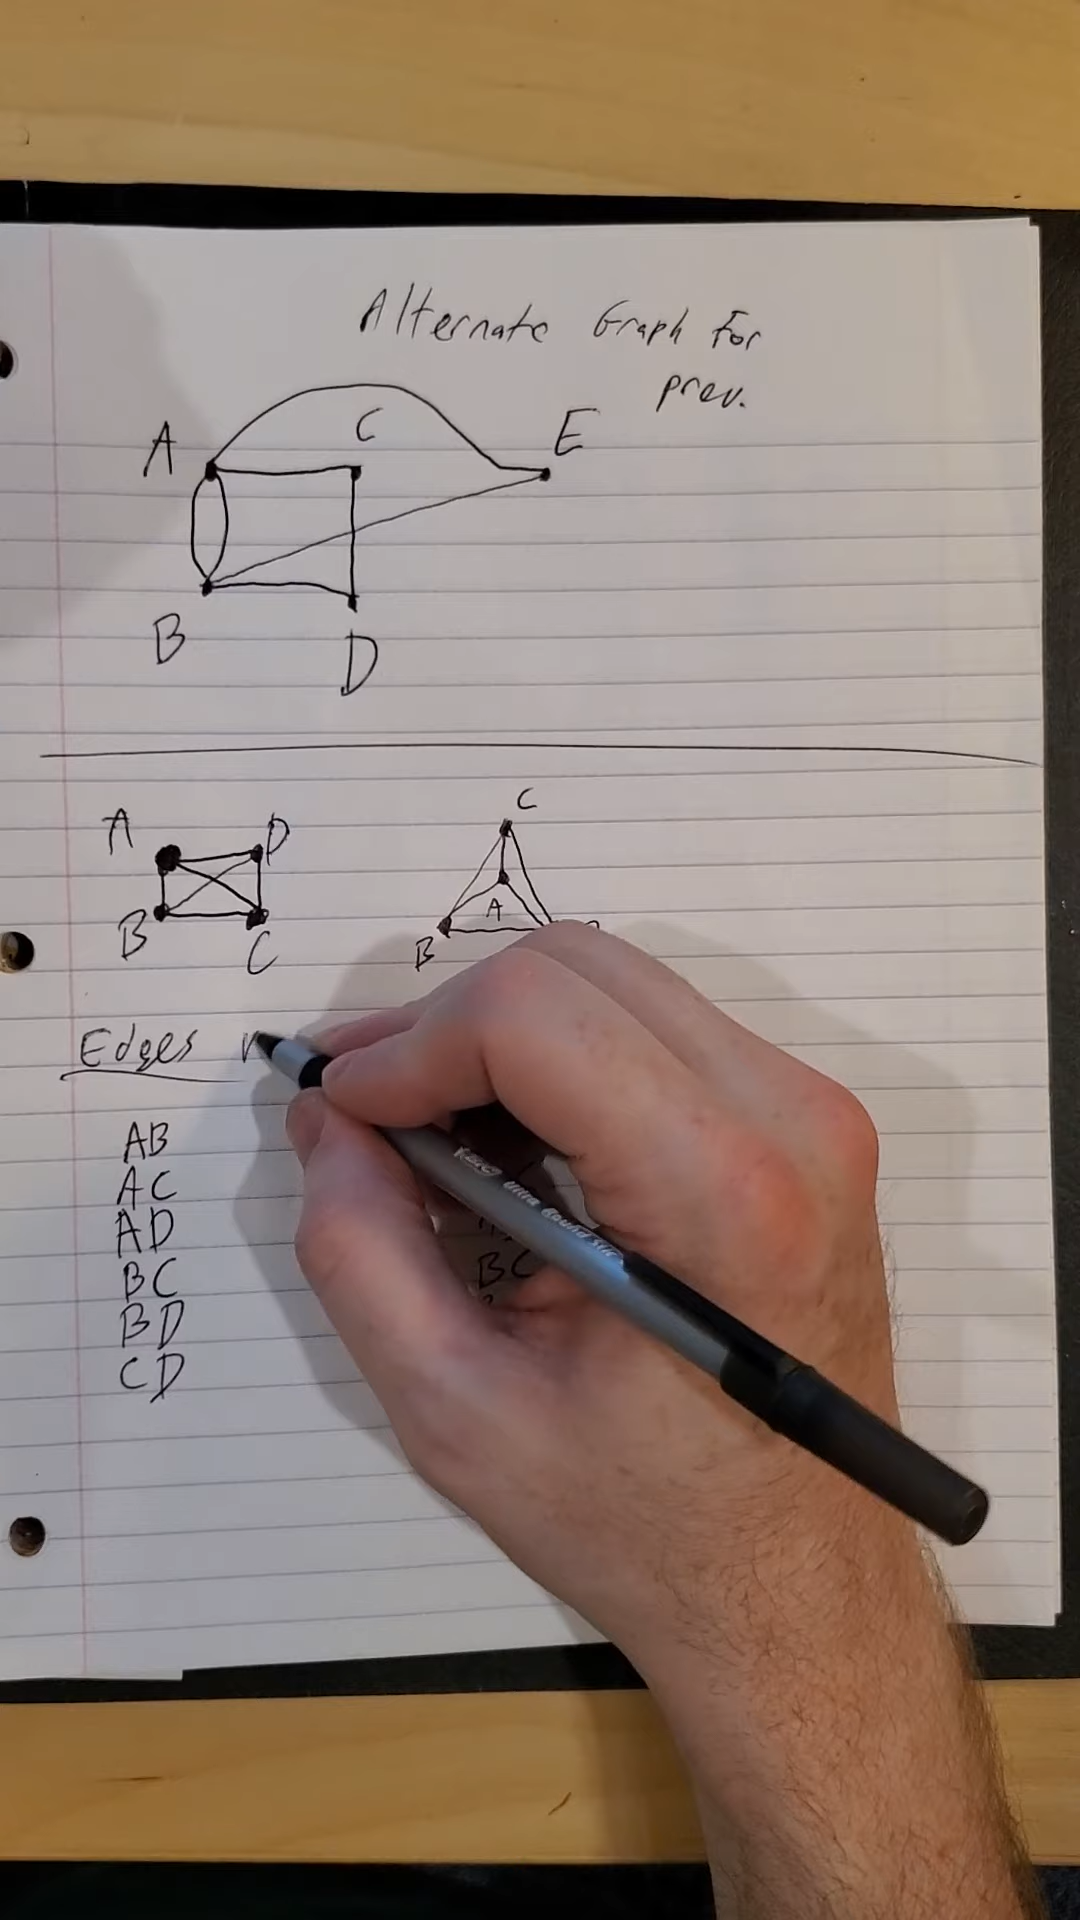 Alternate Graph For
prev.
A C E
B D
C
A D
A
B C B
Edges
AB
AC
AD
BC
BD
CD
BC